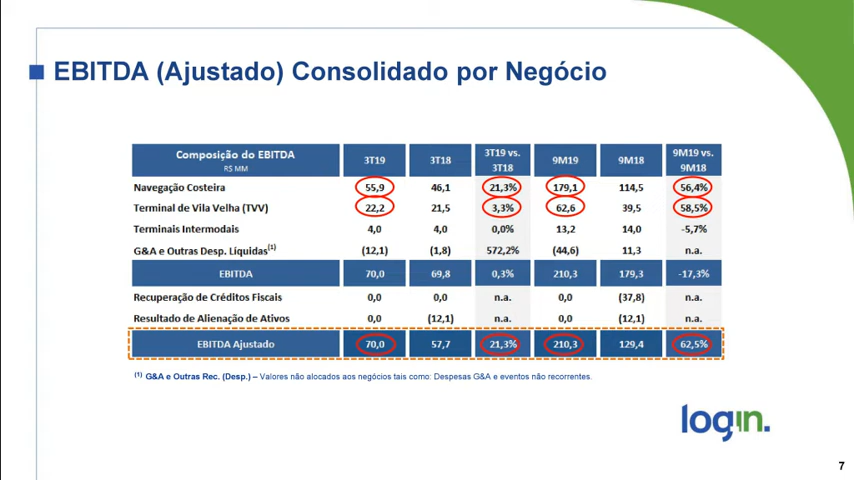 EBITDA (Ajustado) Consolidado por Negócio
Composição do EBITDA R$ MM 3T19 3T18 3T19 vs. 3T18 9M19 9M18 9M19 vs. 9M18
Navegação Costeira 55,9 46,1 21,3% 179,1 114,5 56,4%
Terminal de Vila Velha (TVV) 22,2 21,5 3,3% 62,6 39,5 58,5%
Terminais Intermodais 4,0 4,0 0,0% 13,2 14,0 -5,7%
G&A e Outras Desp. Líquidas(1) (12,1) (1,8) 572,2% (44,6) 11,3 n.a.
EBITDA 70,0 69,8 0,3% 210,3 179,3 -17,3%
Recuperação de Créditos Fiscais 0,0 0,0 n.a. 0,0 (37,8) n.a.
Resultado de Alienação de Ativos 0,0 (12,1) n.a. 0,0 (12,1) n.a.
EBITDA Ajustado 70,0 57,7 21,3% 210,3 129,4 62,5%
(1) G&A e Outras Rec. (Desp.) – Valores não alocados aos negócios tais como: Despesas G&A e eventos não recorrentes.
login.
7